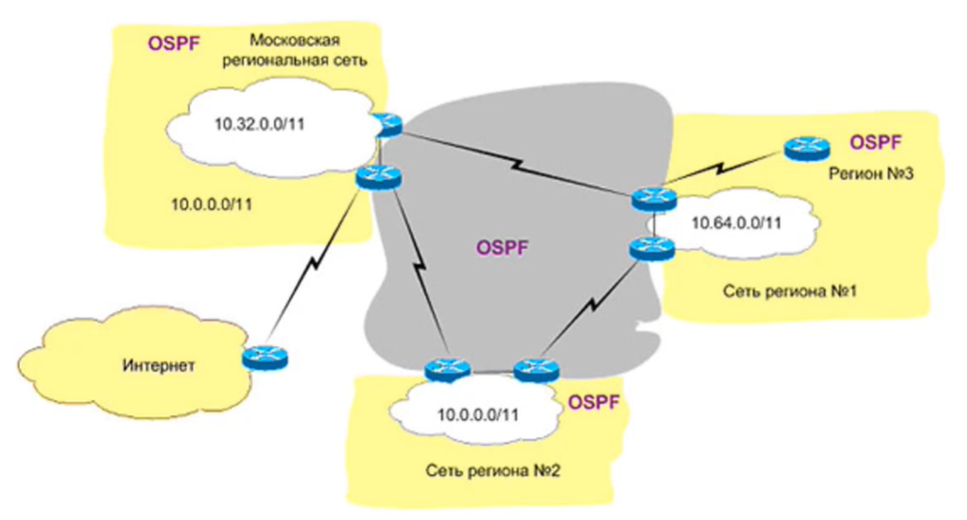 OSPF
Московская
региональная сеть
10.32.0.0/11
10.0.0.0/11
OSPF
Регион №3
10.64.0.0/11
Сеть региона №1
OSPF
Интернет
OSPF
10.0.0.0/11
Сеть региона №2